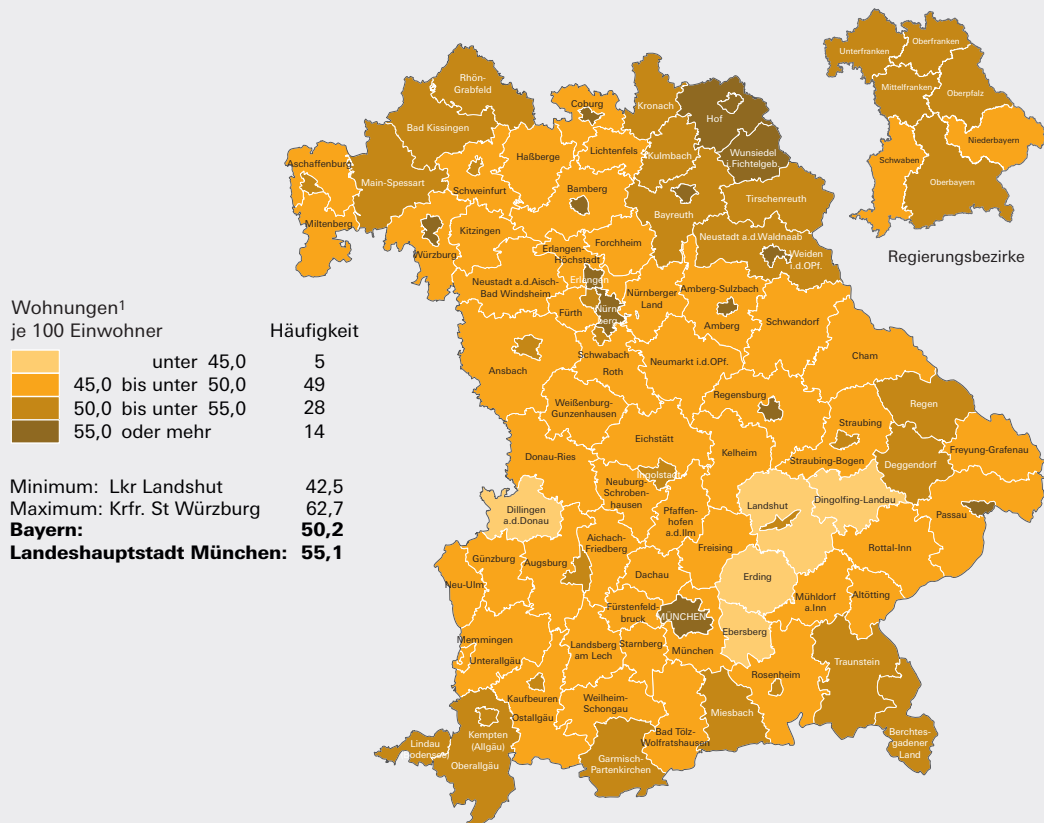 Unterfranken
Oberfranken
Mittelfranken
Oberpfalz
Niederbayern
Schwaben
Oberbayern
Regierungsbezirke
Rhön-
Grabfeld
Coburg
Kronach
Hof
Bad Kissingen
Lichtenfels
Kulmbach
Wunsiedel
i.Fichtelgeb.
Aschaffenburg
Haßberge
Main-Spessart
Schweinfurt
Bamberg
Bayreuth
Tirschenreuth
Miltenberg
Würzburg
Kitzingen
Forchheim
Neustadt a.d.Waldnaab
Erlangen-
Höchstadt
Weiden
i.d.OPf.
Erlangen
Neustadt a.d.Aisch-
Bad Windsheim
Nürnberger
Land
Amberg-Sulzbach
Fürth
Nürn-
berg
Amberg
Schwandorf
Ansbach
Schwabach
Roth
Neumarkt i.d.OPf.
Cham
Weißenburg-
Gunzenhausen
Regensburg
Regen
Straubing
Eichstätt
Donau-Ries
Kelheim
Straubing-Bogen
Freyung-Grafenau
Deggendorf
Ingolstadt
Neuburg-
Schroben-
hausen
Dillingen
a.d.Donau
Landshut
Dingolfing-Landau
Passau
Pfaffen-
hofen
a.d.Ilm
Aichach-
Friedberg
Freising
Rottal-Inn
Günzburg
Augsburg
Neu-Ulm
Dachau
Erding
Mühldorf
a.Inn
Altötting
Fürstenfeld-
bruck
MÜNCHEN
Ebersberg
Memmingen
Unterallgäu
Landsberg
am Lech
Starnberg
München
Traunstein
Rosenheim
Kaufbeuren
Ostallgäu
Weilheim-
Schongau
Miesbach
Kempten
(Allgäu)
Bad Tölz-
Wolfratshausen
Berchtes-
gadener
Land
Lindau
Oberallgäu
Garmisch-
Partenkirchen
Wohnungen¹
je 100 Einwohner Häufigkeit
unter 45,0 5
45,0 bis unter 50,0 49
50,0 bis unter 55,0 28
55,0 oder mehr 14
Minimum: Lkr Landshut 42,5
Maximum: Krfr. St Würzburg 62,7
Bayern: 50,2
Landeshauptstadt München: 55,1